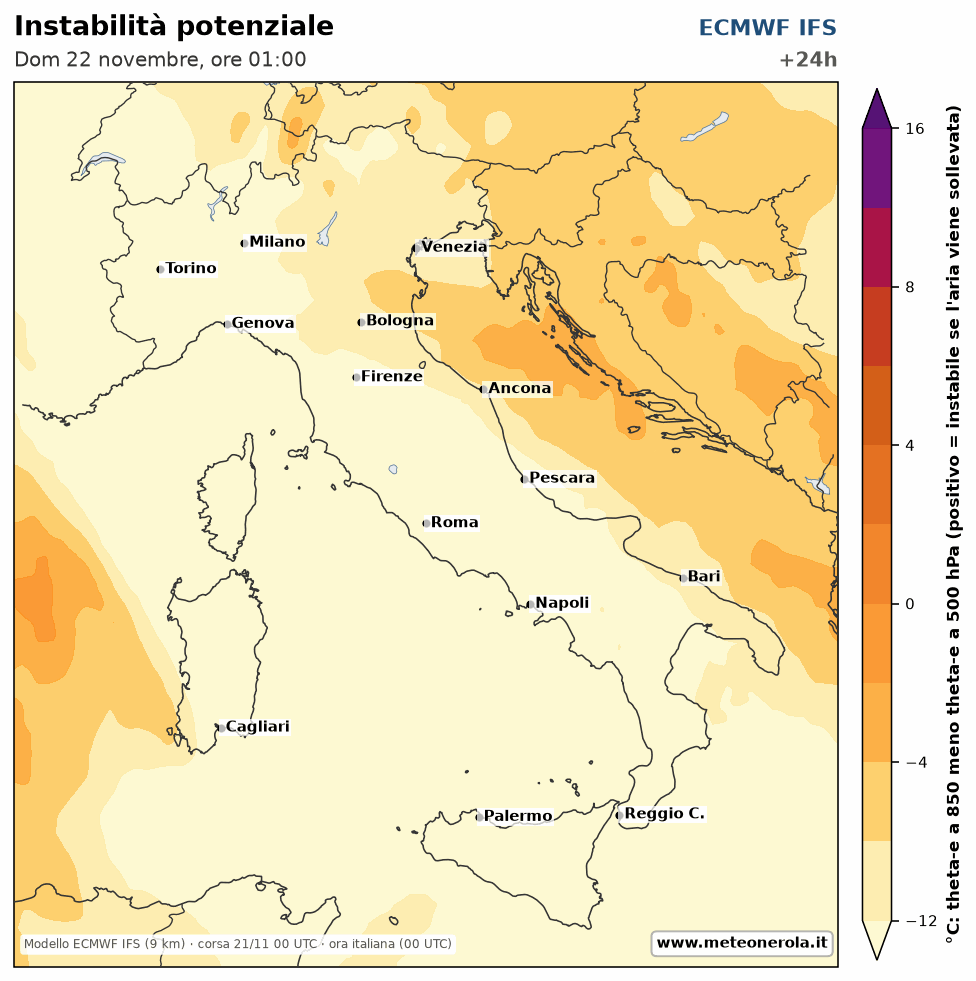 Instabilità potenziale
ECMWF IFS
Dom 22 novembre, ore 01:00
+24h
Milano
Venezia
Torino
Genova
Bologna
Firenze
Ancona
Pescara
Roma
Bari
Napoli
Cagliari
Palermo
Reggio C.
Modello ECMWF IFS (9 km) · corsa 21/11 00 UTC · ora italiana (00 UTC)
www.meteonerola.it
16
8
4
0
−4
−12
°C: theta-e a 850 meno theta-e a 500 hPa (positivo = instabile se l'aria viene sollevata)